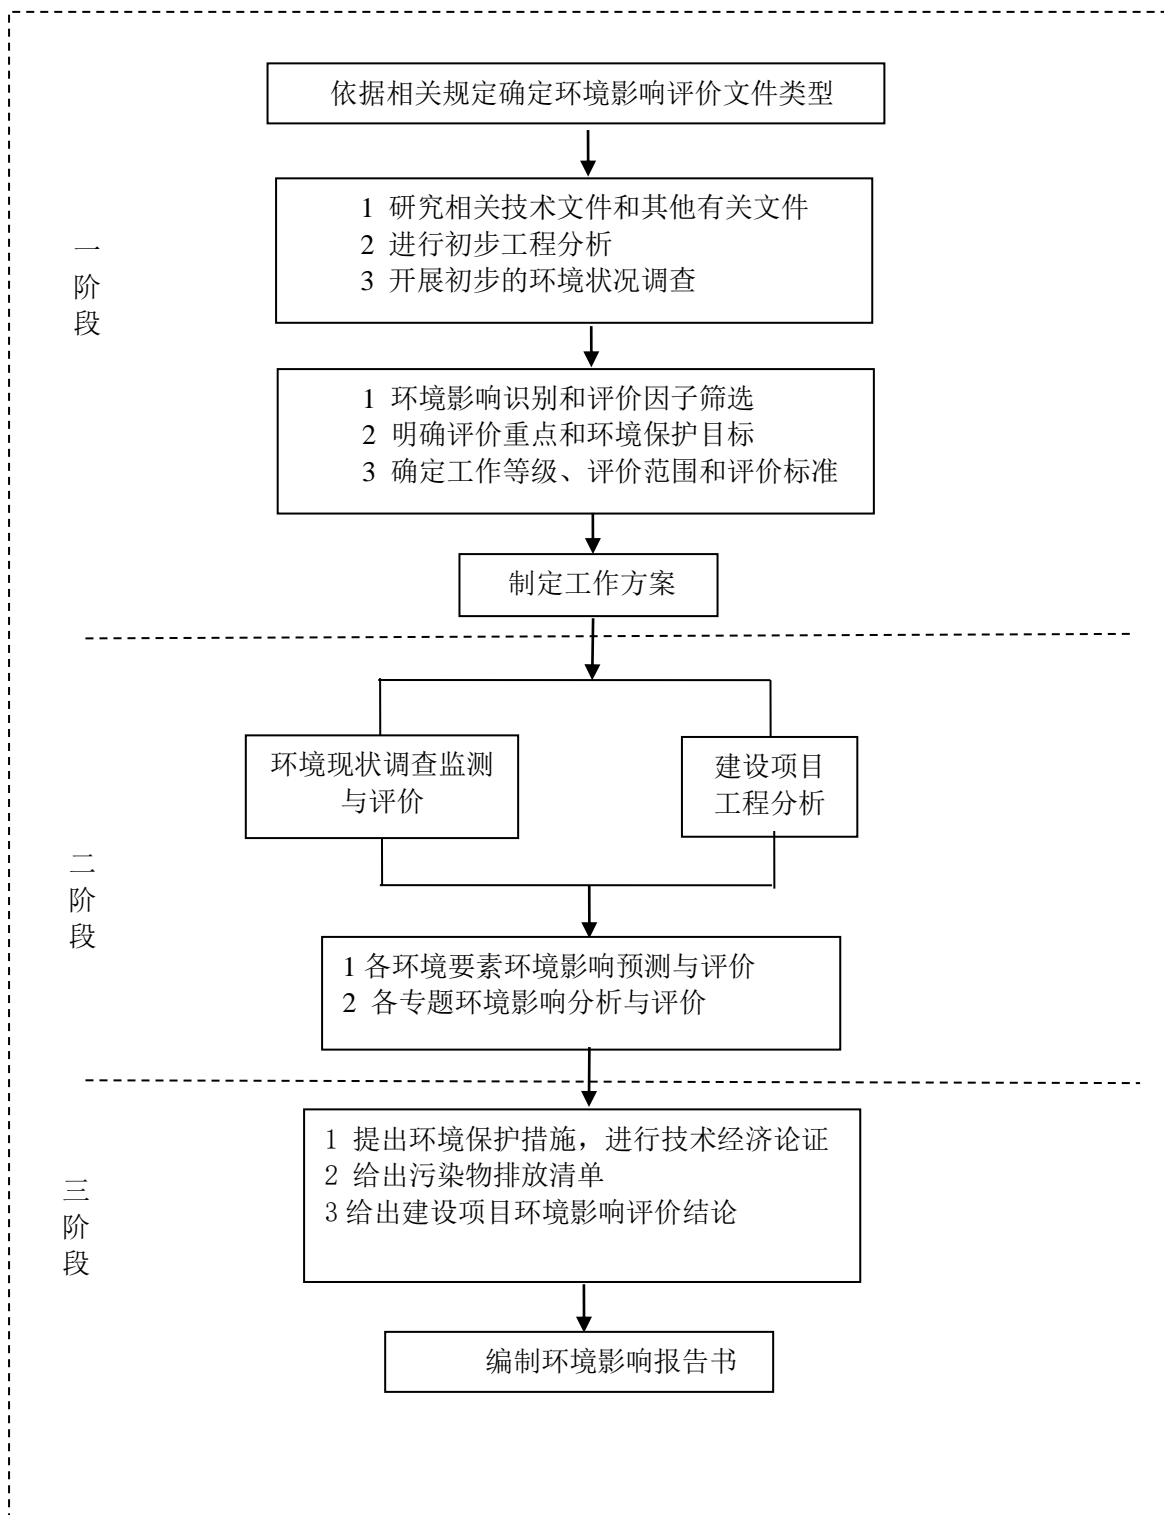 依据相关规定确定环境影响评价文件类型
1 研究相关技术文件和其他有关文件
2 进行初步工程分析
3 开展初步的环境状况调查
一
阶
段
1 环境影响识别和评价因子筛选
2 明确评价重点和环境保护目标
3 确定工作等级、评价范围和评价标准
制定工作方案
环境现状调查监测
与评价
建设项目
工程分析
二
阶
段
1 各环境要素环境影响预测与评价
2 各专题环境影响分析与评价
1 提出环境保护措施，进行技术经济论证
2 给出污染物排放清单
3 给出建设项目环境影响评价结论
三
阶
段
编制环境影响报告书